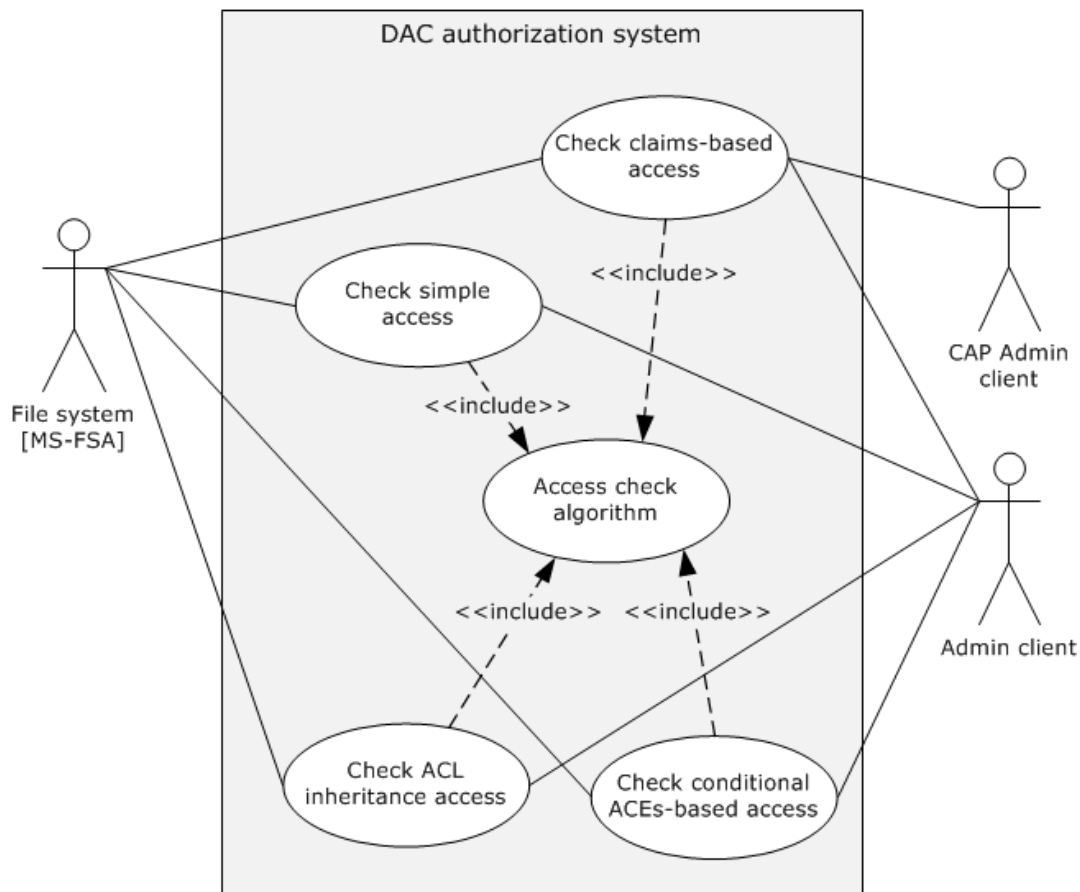 DAC authorization system
Check claims-based
access
<<include>>
Check simple
access
<<include>>
CAP Admin
client
File system
[MS-FSA]
Access check
algorithm
<<include>>
<<include>>
Admin client
Check ACL
inheritance access
Check conditional
ACEs-based access